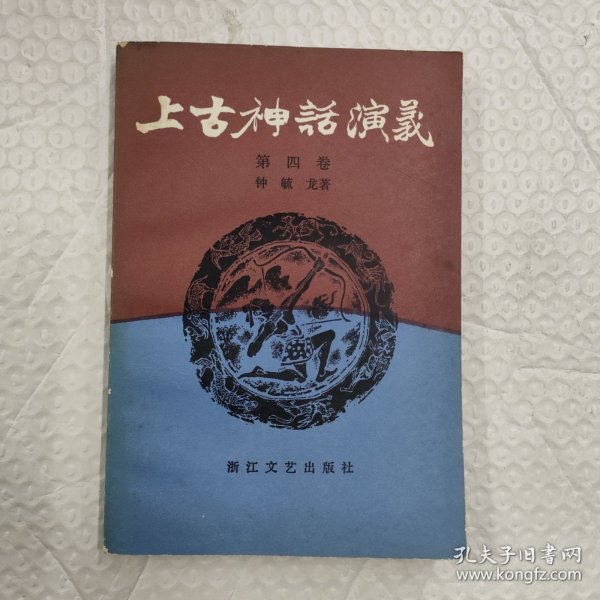 上古神話演義
第四卷
钟毓龙著
浙江文艺出版社
孔夫子旧书网
www.kongfz.com